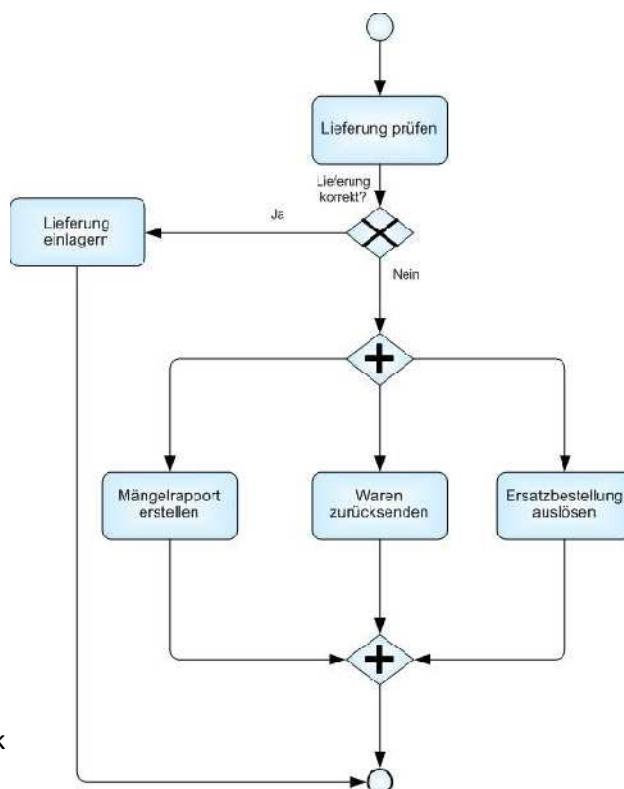 Lieferung prüfen
Lieferung
korrekt?
Ja
Lieferung
einlagern
Nein
Mängelrapport
erstellen
Waren
zurücksenden
Ersatzbestellung
auslösen
k